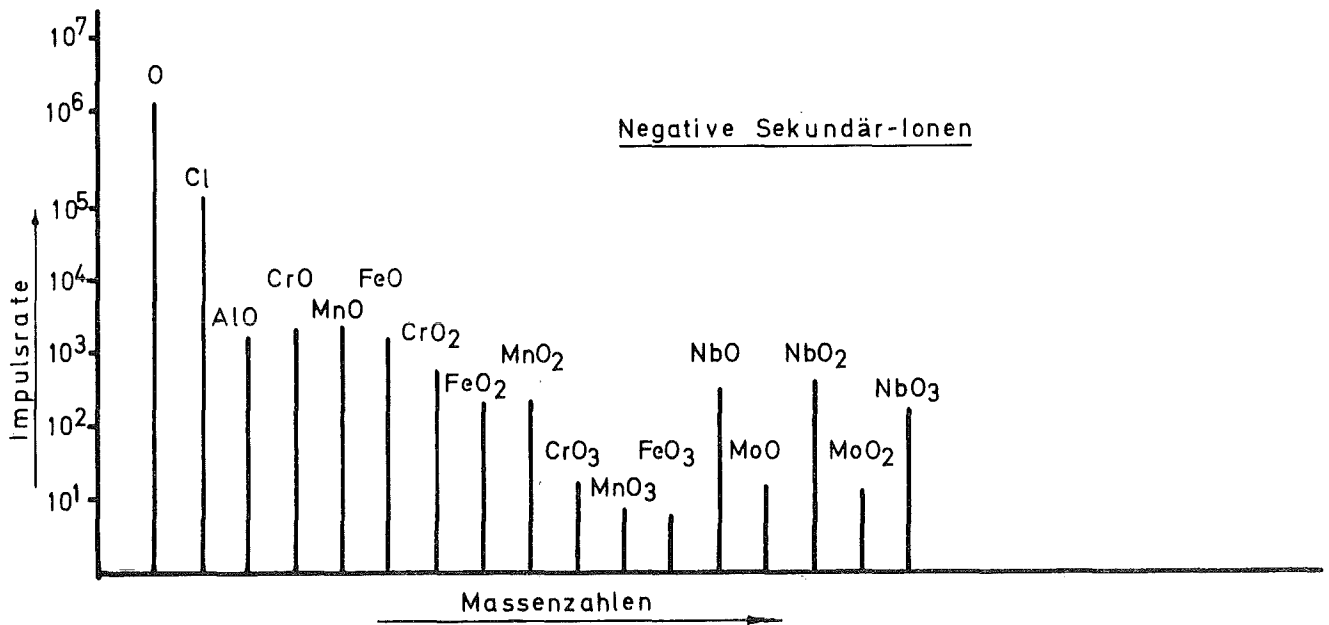 Negative Sekundär-Ionen
Impulsrate
10⁷
10⁶
10⁵
10⁴
10³
10²
10¹
O
Cl
AlO
CrO
MnO
FeO
CrO₂
FeO₂
MnO₂
CrO₃
MnO₃
FeO₃
NbO
MoO
NbO₂
MoO₂
NbO₃
Massenzahlen